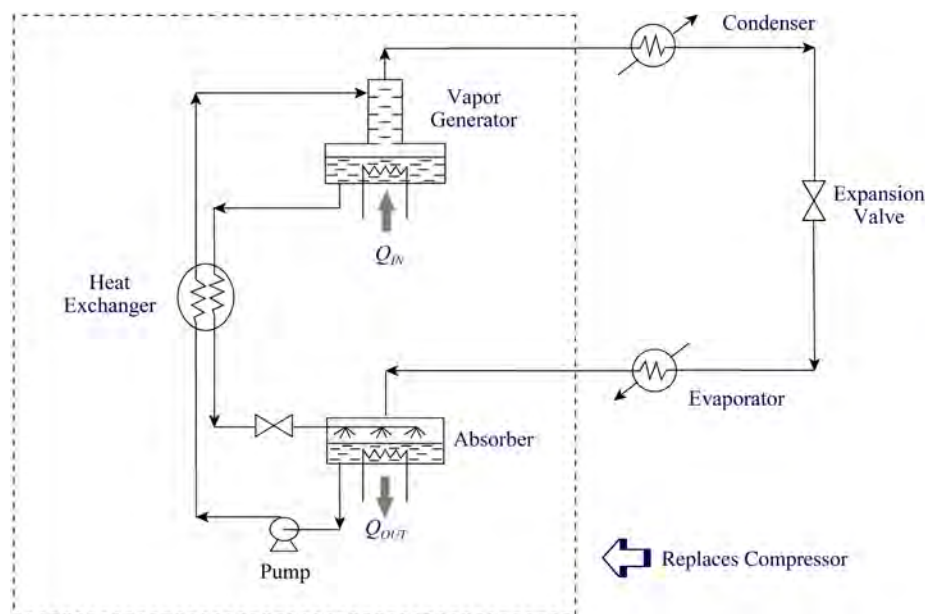 Condenser
Vapor
Generator
Expansion
Valve
Q_IN
Heat
Exchanger
Evaporator
Absorber
Q_OUT
Pump
Replaces Compressor